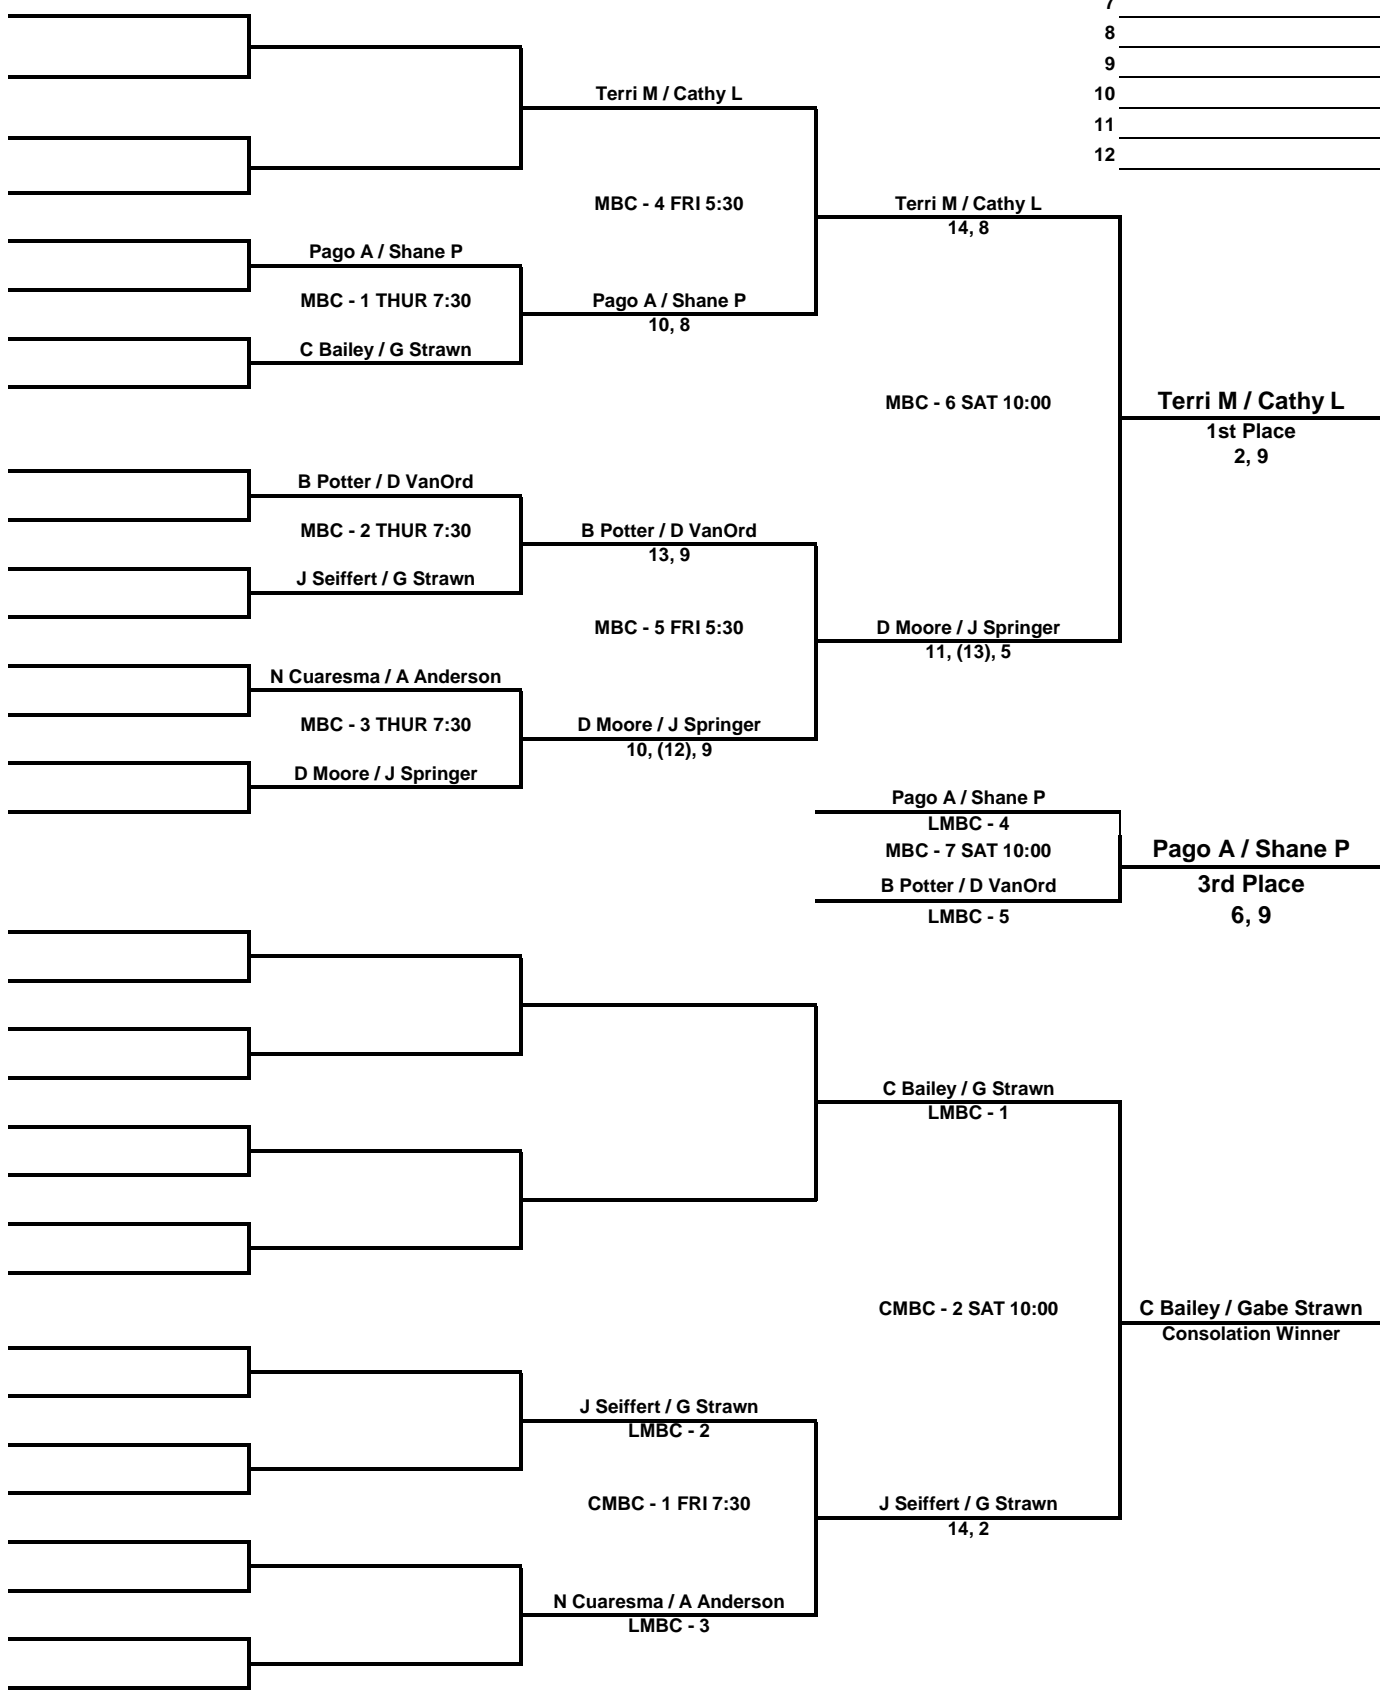 7
8
9
10
11
12
Terri M / Cathy L
MBC - 4 FRI 5:30
Terri M / Cathy L
14, 8
Pago A / Shane P
MBC - 1 THUR 7:30
Pago A / Shane P
10, 8
C Bailey / G Strawn
MBC - 6 SAT 10:00
Terri M / Cathy L
1st Place
2, 9
B Potter / D VanOrd
MBC - 2 THUR 7:30
B Potter / D VanOrd
13, 9
J Seiffert / G Strawn
MBC - 5 FRI 5:30
D Moore / J Springer
11, (13), 5
N Cuaresma / A Anderson
MBC - 3 THUR 7:30
D Moore / J Springer
10, (12), 9
D Moore / J Springer
Pago A / Shane P
LMBC - 4
MBC - 7 SAT 10:00
Pago A / Shane P
B Potter / D VanOrd
3rd Place
LMBC - 5
6, 9
C Bailey / G Strawn
LMBC - 1
CMBC - 2 SAT 10:00
C Bailey / Gabe Strawn
Consolation Winner
J Seiffert / G Strawn
LMBC - 2
CMBC - 1 FRI 7:30
J Seiffert / G Strawn
14, 2
N Cuaresma / A Anderson
LMBC - 3